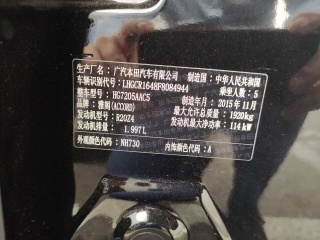 生产厂名：广汽本田汽车有限公司 制造国：中华人民共和国
车辆识别代号：LHGCR1648F8084944 乘坐人数：5
整车型号：HG7205AAC5 制造年月：2015年11月
品牌：雅阁(ACCORD) 最大允许总质量：1920kg
发动机型号：R20Z4 发动机最大净功率：114kW
发动机排量：1.997L
外观颜色代码：NH730 内饰颜色代码：A